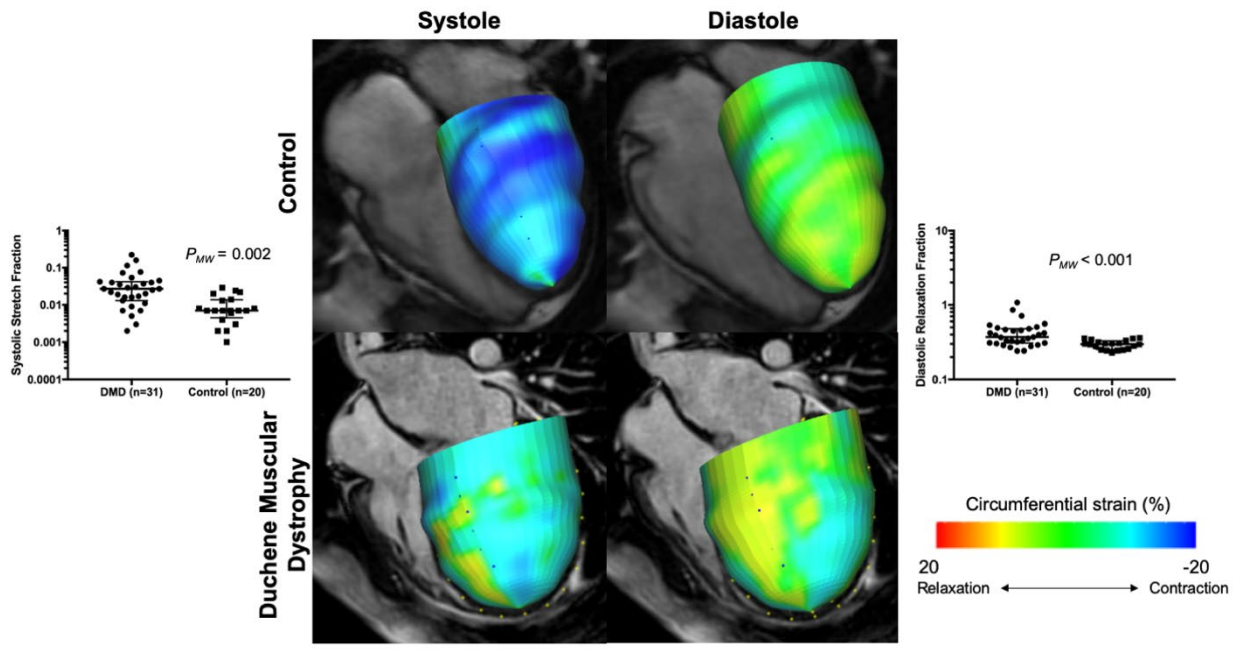 Systole
Diastole
Control
Duchene Muscular
Dystrophy
Systolic Stretch Fraction
1
0.1
0.01
0.001
0.0001
P_MW = 0.002
DMD (n=31)
Control (n=20)
Diastolic Relaxation Fraction
10
1
0.1
P_MW < 0.001
DMD (n=31)
Control (n=20)
Circumferential strain (%)
20
-20
Relaxation
Contraction